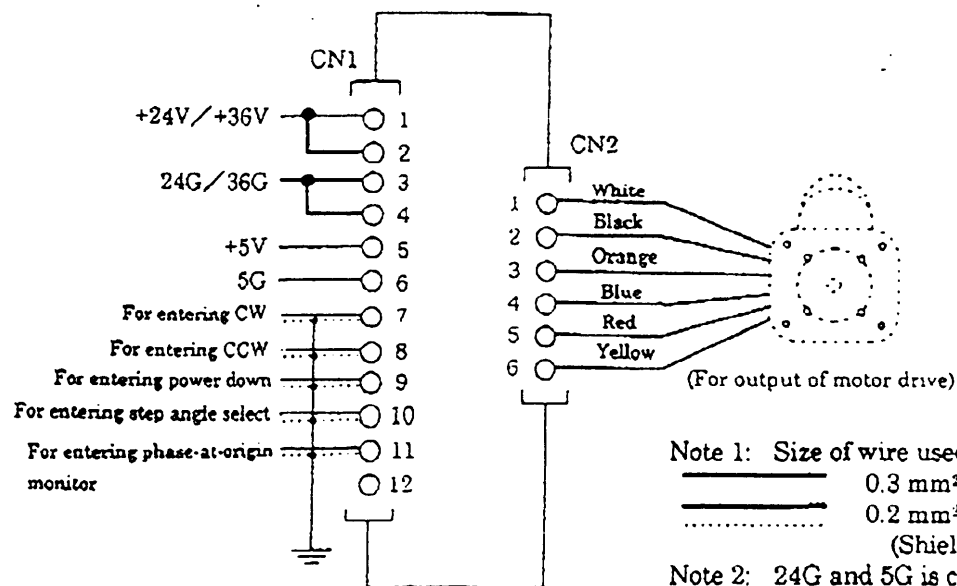 CN1
+24V/+36V
1
2
24G/36G
3
4
+5V
5
5G
6
For entering CW
7
For entering CCW
8
For entering power down
9
For entering step angle select
10
For entering phase-at-origin
monitor
11
12
CN2
1 White
2 Black
3 Orange
4 Blue
5 Red
6 Yellow
(For output of motor drive)
Note 1: Size of wire used
0.3 mm²
0.2 mm²
Note 2: 24G and 5G is